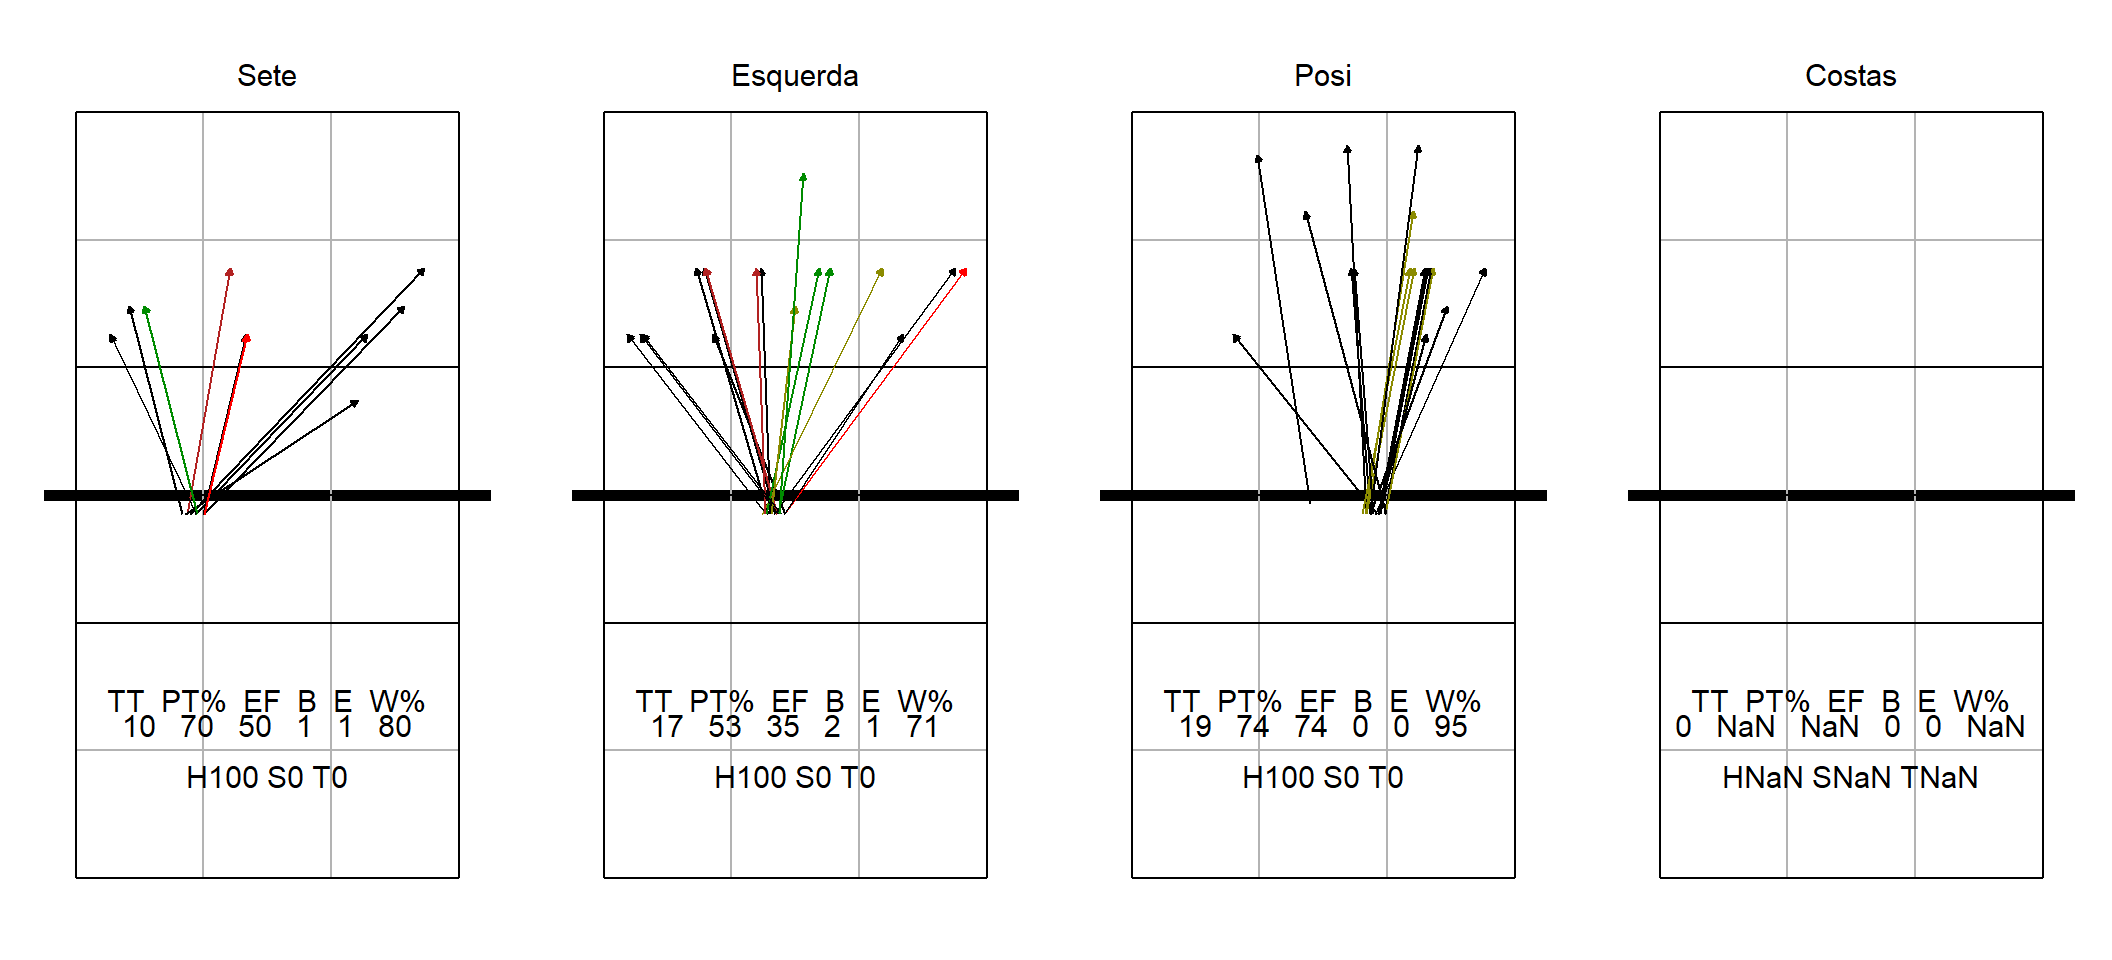 Sete
TT PT% EF B E W%
10 70 50 1 1 80
H100 S0 T0
Esquerda
TT PT% EF B E W%
17 53 35 2 1 71
H100 S0 T0
Posi
TT PT% EF B E W%
19 74 74 0 0 95
H100 S0 T0
Costas
TT PT% EF B E W%
0 NaN NaN 0 0 NaN
HNaN SNaN TNaN